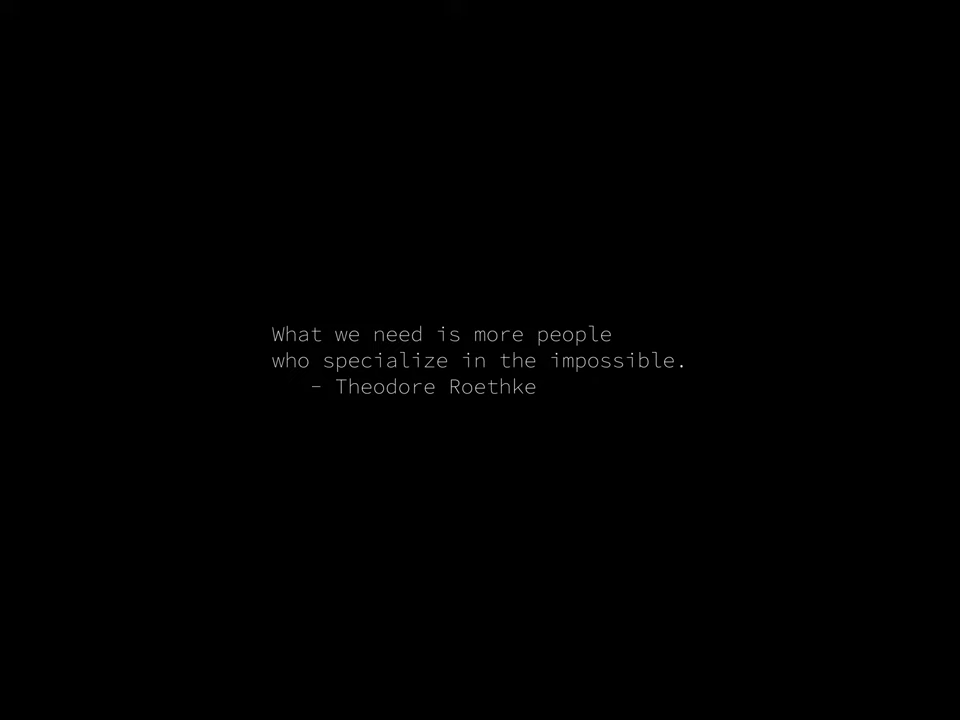 What we need is more people
who specialize in the impossible.
– Theodore Roethke